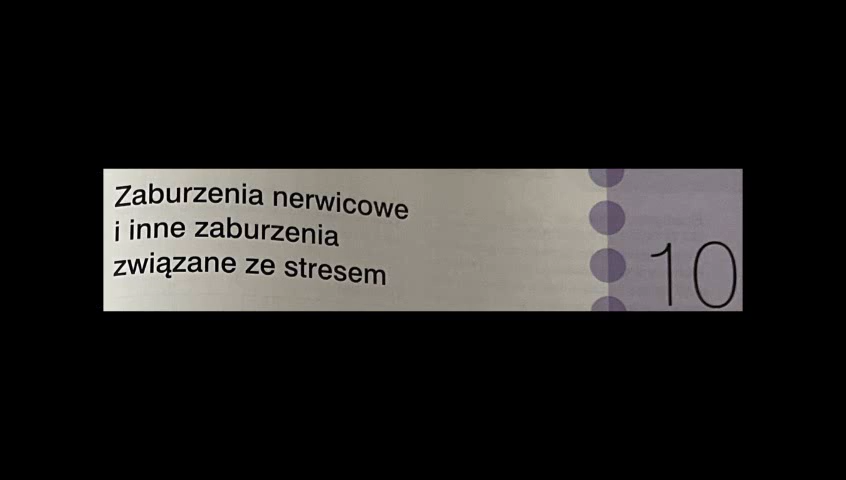 Zaburzenia nerwicowe
i inne zaburzenia
związane ze stresem
10